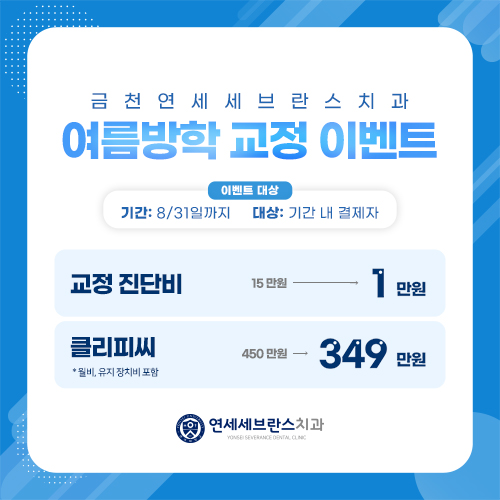 금천연세세브란스치과
여름방학 교정 이벤트
이벤트 대상
기간: 8/31일까지 대상: 기간 내 결제자
교정 진단비 15 만원 → 1 만원
클리피씨 450 만원 → 349 만원
* 월비, 유지 장치비 포함
연세세브란스치과
YONSEI SEVERANCE DENTAL CLINIC